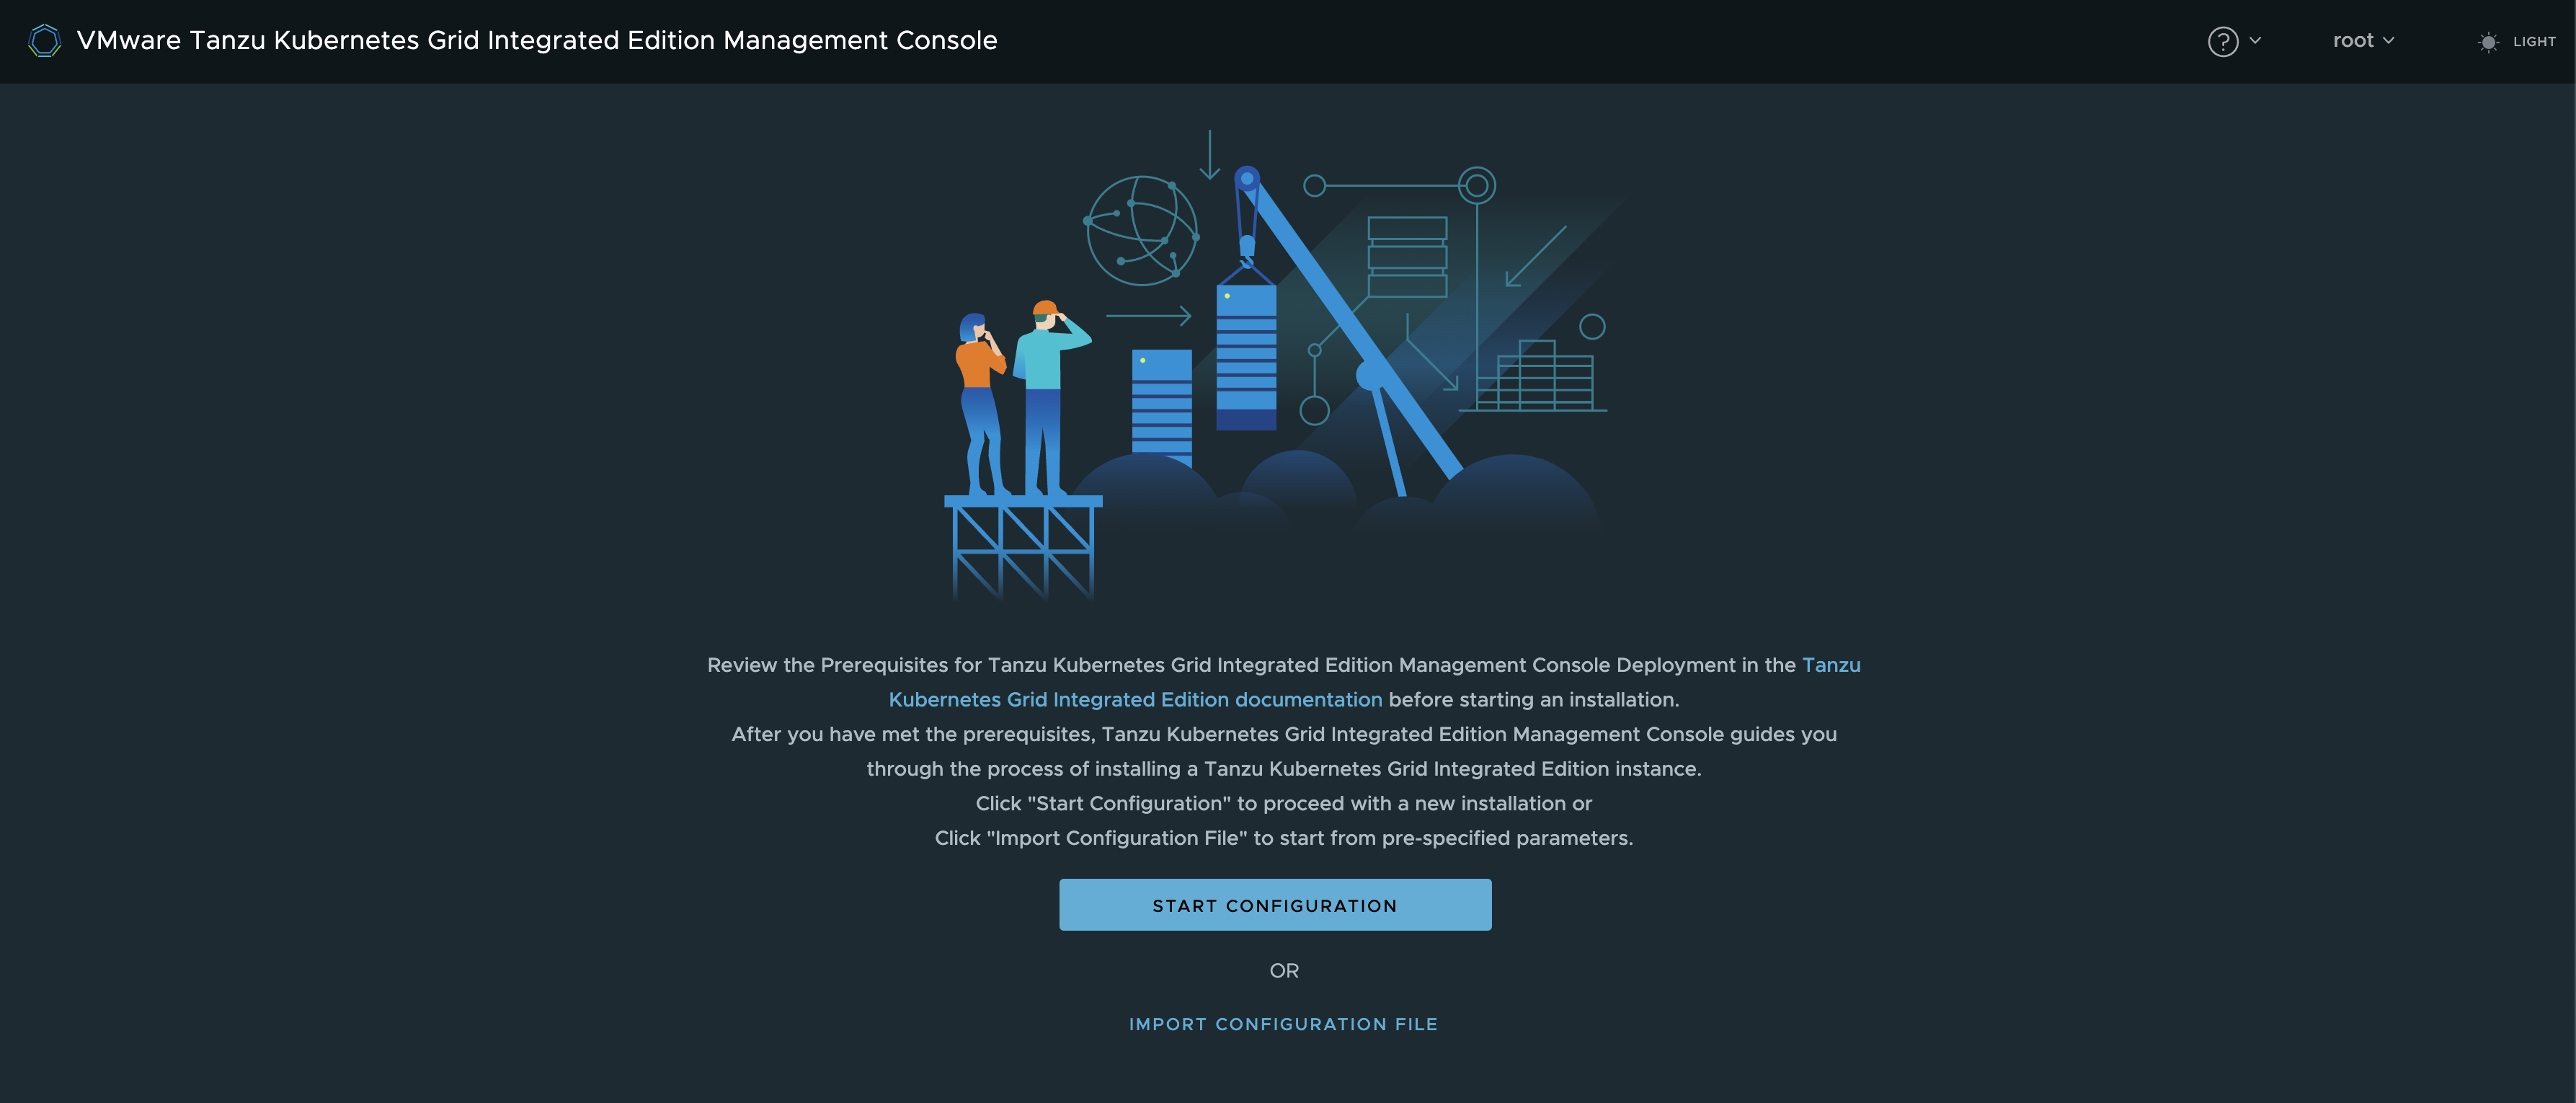 VMware Tanzu Kubernetes Grid Integrated Edition Management Console
?
root
LIGHT
Review the Prerequisites for Tanzu Kubernetes Grid Integrated Edition Management Console Deployment in the Tanzu
Kubernetes Grid Integrated Edition documentation before starting an installation.
After you have met the prerequisites, Tanzu Kubernetes Grid Integrated Edition Management Console guides you
through the process of installing a Tanzu Kubernetes Grid Integrated Edition instance.
Click "Start Configuration" to proceed with a new installation or
Click "Import Configuration File" to start from pre-specified parameters.
START CONFIGURATION
OR
IMPORT CONFIGURATION FILE